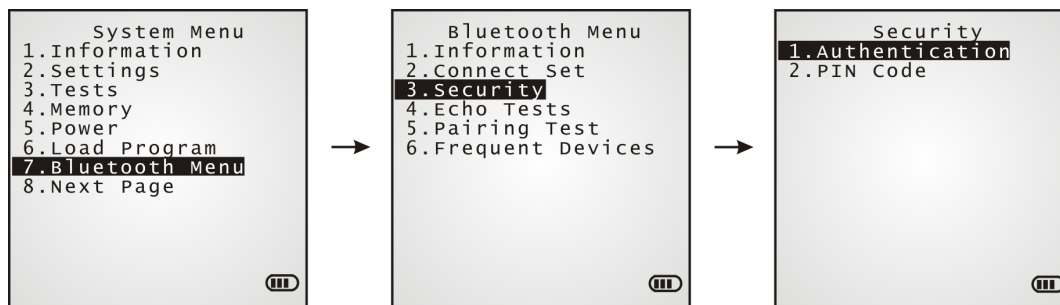 System Menu
1.Information
2.Settings
3.Tests
4.Memory
5.Power
6.Load Program
7.Bluetooth Menu
8.Next Page
Bluetooth Menu
1.Information
2.Connect Set
3.Security
4.Echo Tests
5.Pairing Test
6.Frequent Devices
Security
1.Authentication
2.PIN Code